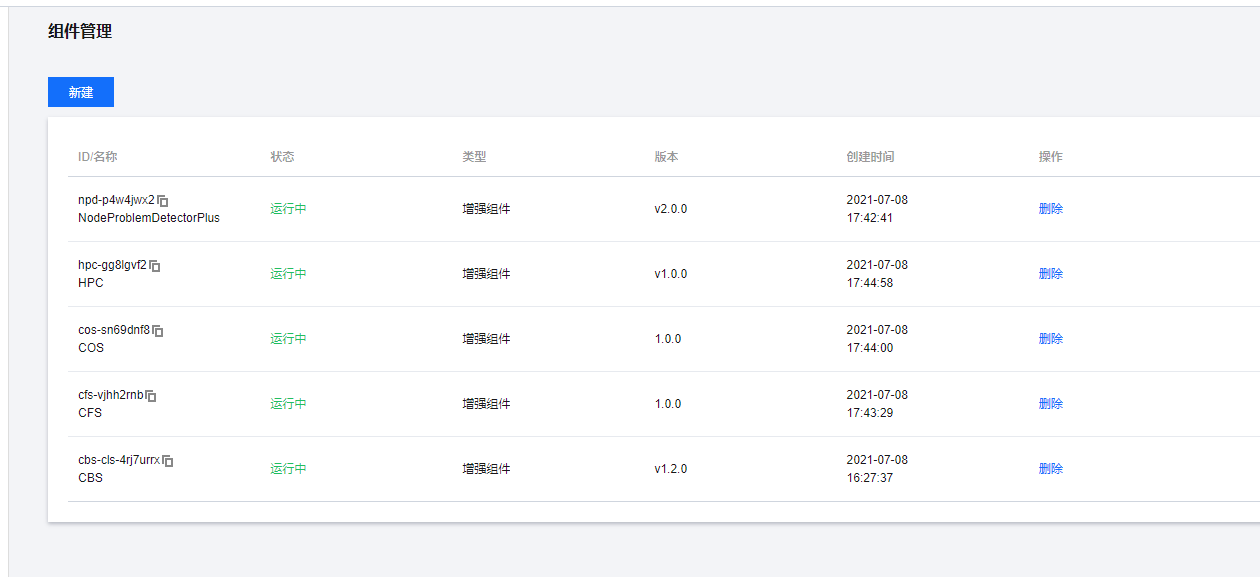 组件管理
新建
ID/名称 状态 类型 版本 创建时间 操作
npd-p4w4jwx2
NodeProblemDetectorPlus
运行中 增强组件 v2.0.0
2021-07-08
17:42:41
删除
hpc-gg8lgvf2
HPC
运行中 增强组件 v1.0.0
2021-07-08
17:44:58
删除
cos-sn69dnf8
COS
运行中 增强组件 1.0.0
2021-07-08
17:44:00
删除
cfs-vjhh2rnb
CFS
运行中 增强组件 1.0.0
2021-07-08
17:43:29
删除
cbs-cls-4rj7urrx
CBS
运行中 增强组件 v1.2.0
2021-07-08
16:27:37
删除